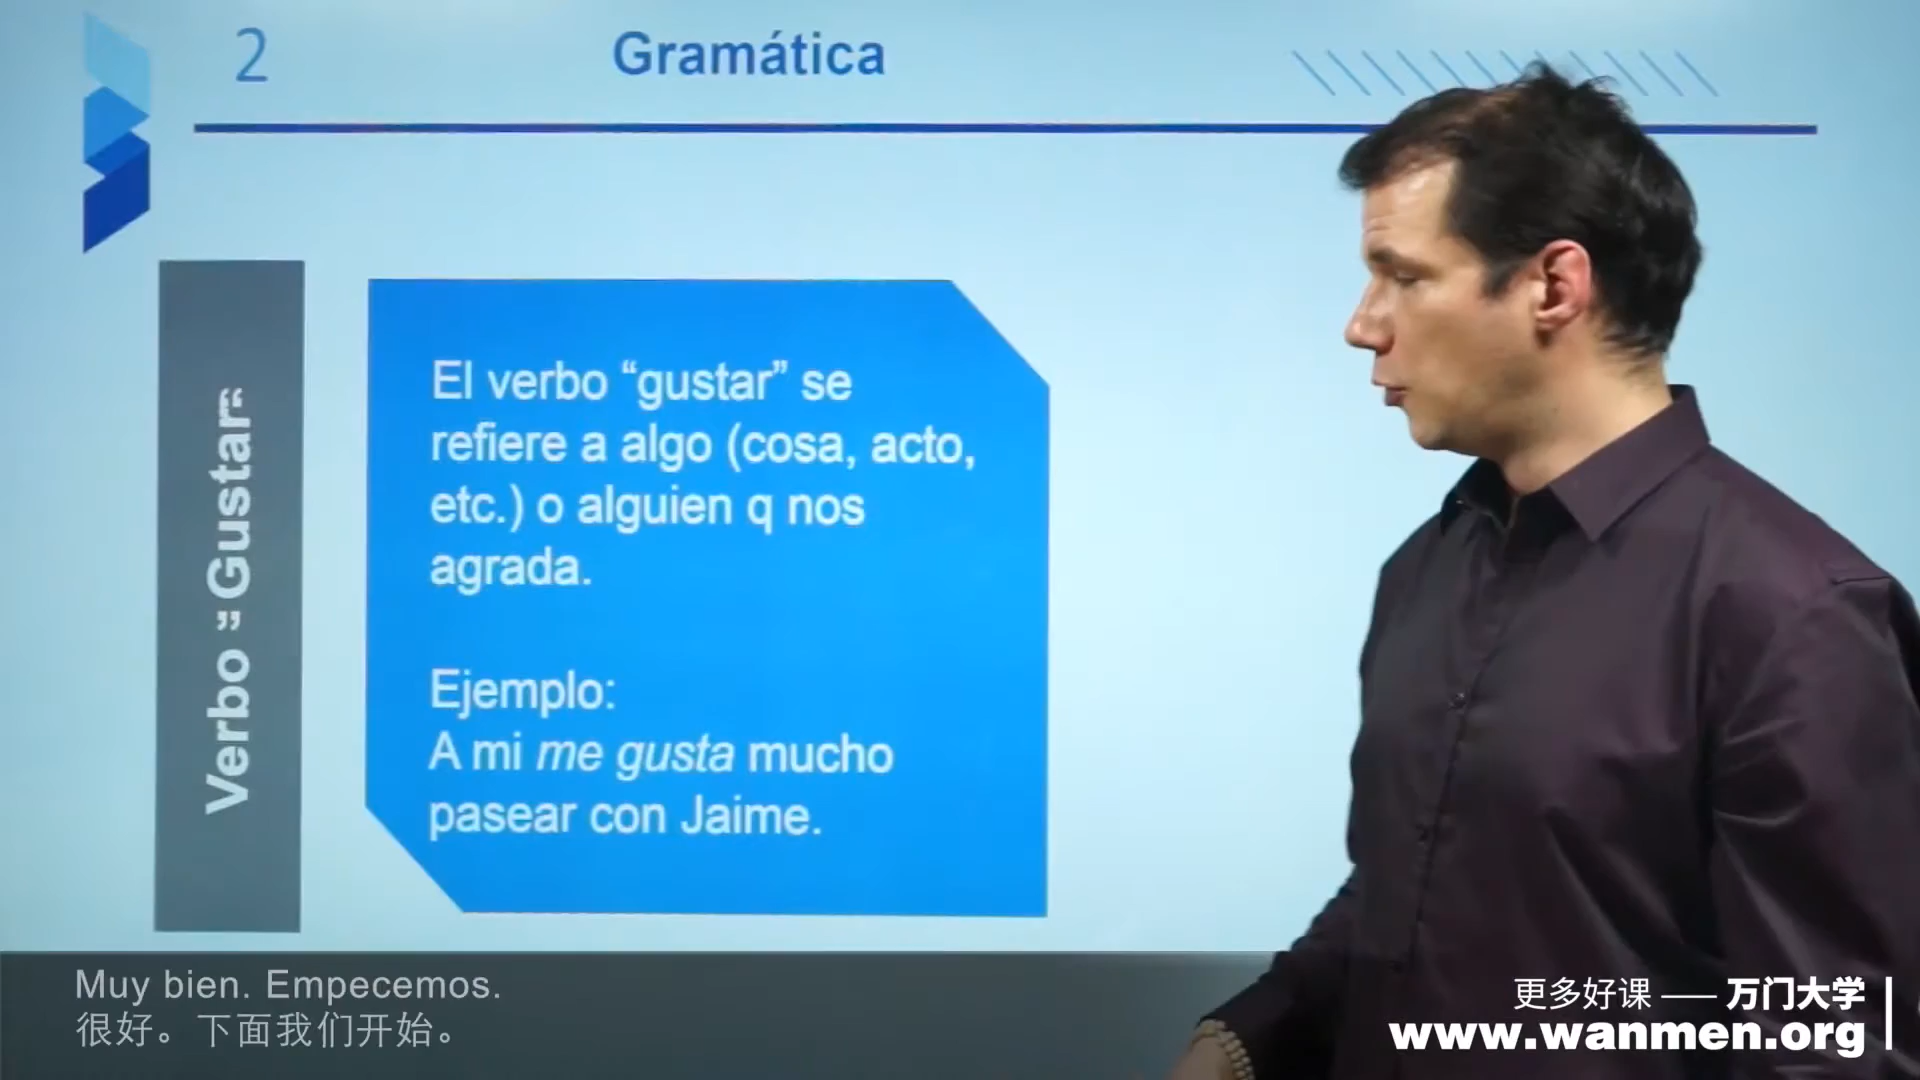 2
Gramática
Verbo “Gustar“
El verbo “gustar” se
refiere a algo (cosa, acto,
etc.) o alguien q nos
agrada.
Ejemplo:
A mi me gusta mucho
pasear con Jaime.
Muy bien. Empecemos.
很好。下面我们开始。
更多好课 —— 万门大学
www.wanmen.org